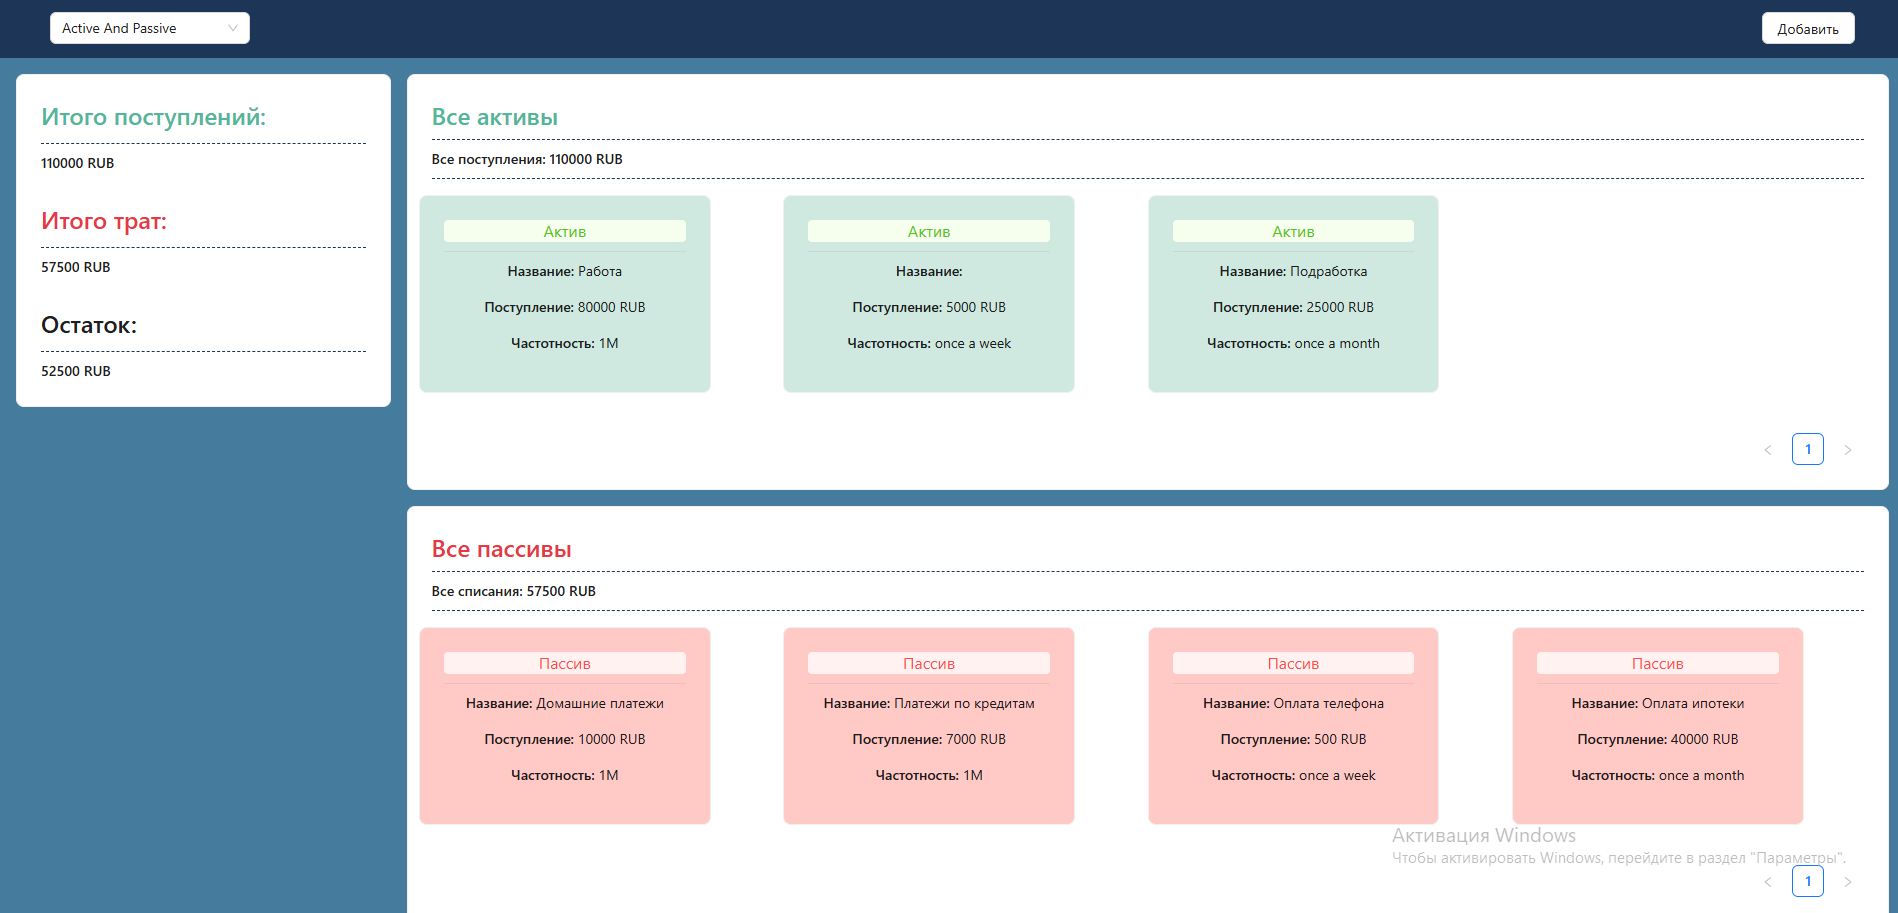 Active And Passive
Добавить
Итого поступлений:
110000 RUB
Итого трат:
57500 RUB
Остаток:
52500 RUB
Все активы
Все поступления: 110000 RUB
Актив
Название: Работа
Поступление: 80000 RUB
Частотность: 1M
Актив
Название:
Поступление: 5000 RUB
Частотность: once a week
Актив
Название: Подработка
Поступление: 25000 RUB
Частотность: once a month
1
Все пассивы
Все списания: 57500 RUB
Пассив
Название: Домашние платежи
Поступление: 10000 RUB
Частотность: 1M
Пассив
Название: Платежи по кредитам
Поступление: 7000 RUB
Частотность: 1M
Пассив
Название: Оплата телефона
Поступление: 500 RUB
Частотность: once a week
Пассив
Название: Оплата ипотеки
Поступление: 40000 RUB
Частотность: once a month
Активация Windows
Чтобы активировать Windows, перейдите в раздел "Параметры".
1